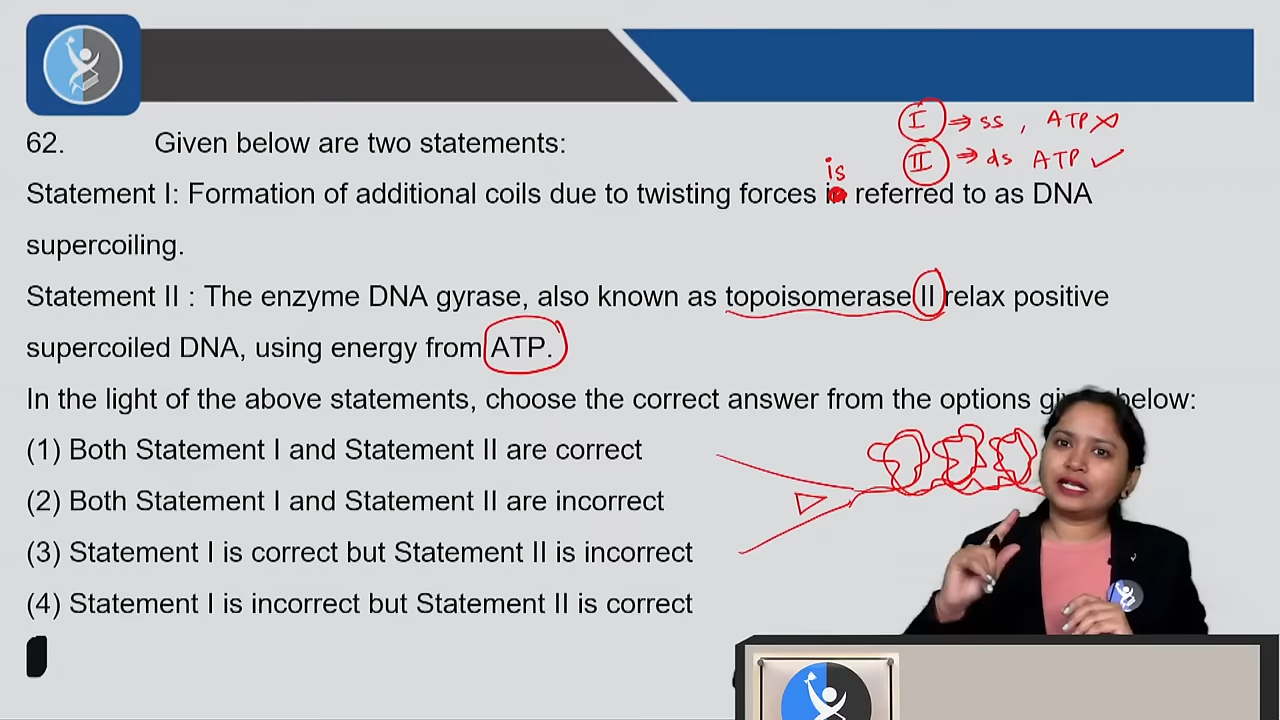 I ⇒ ss, ATP ✗
II ⇒ ds ATP ✓
62. Given below are two statements:
is
Statement I: Formation of additional coils due to twisting forces referred to as DNA
supercoiling.
Statement II : The enzyme DNA gyrase, also known as topoisomerase II relax positive
supercoiled DNA, using energy from ATP.
In the light of the above statements, choose the correct answer from the options below:
(1) Both Statement I and Statement II are correct
(2) Both Statement I and Statement II are incorrect
(3) Statement I is correct but Statement II is incorrect
(4) Statement I is incorrect but Statement II is correct